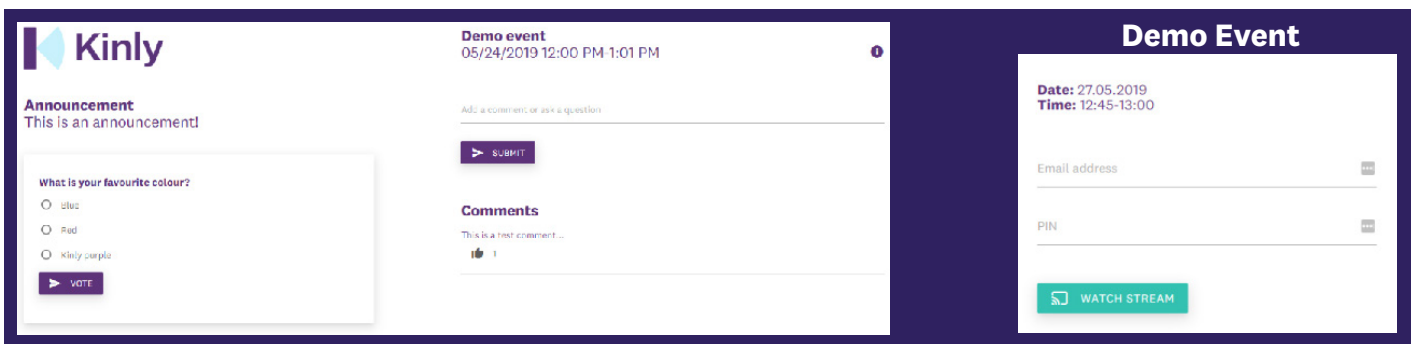 Kinly
Announcement
This is an announcement!
What is your favourite colour?
Blue
Red
Kinly purple
VOTE
Demo event
05/24/2019 12:00 PM-1:01 PM
Add a comment or ask a question
SUBMIT
Comments
This is a test comment...
1
Demo Event
Date: 27.05.2019
Time: 12:45-13:00
Email address
PIN
WATCH STREAM